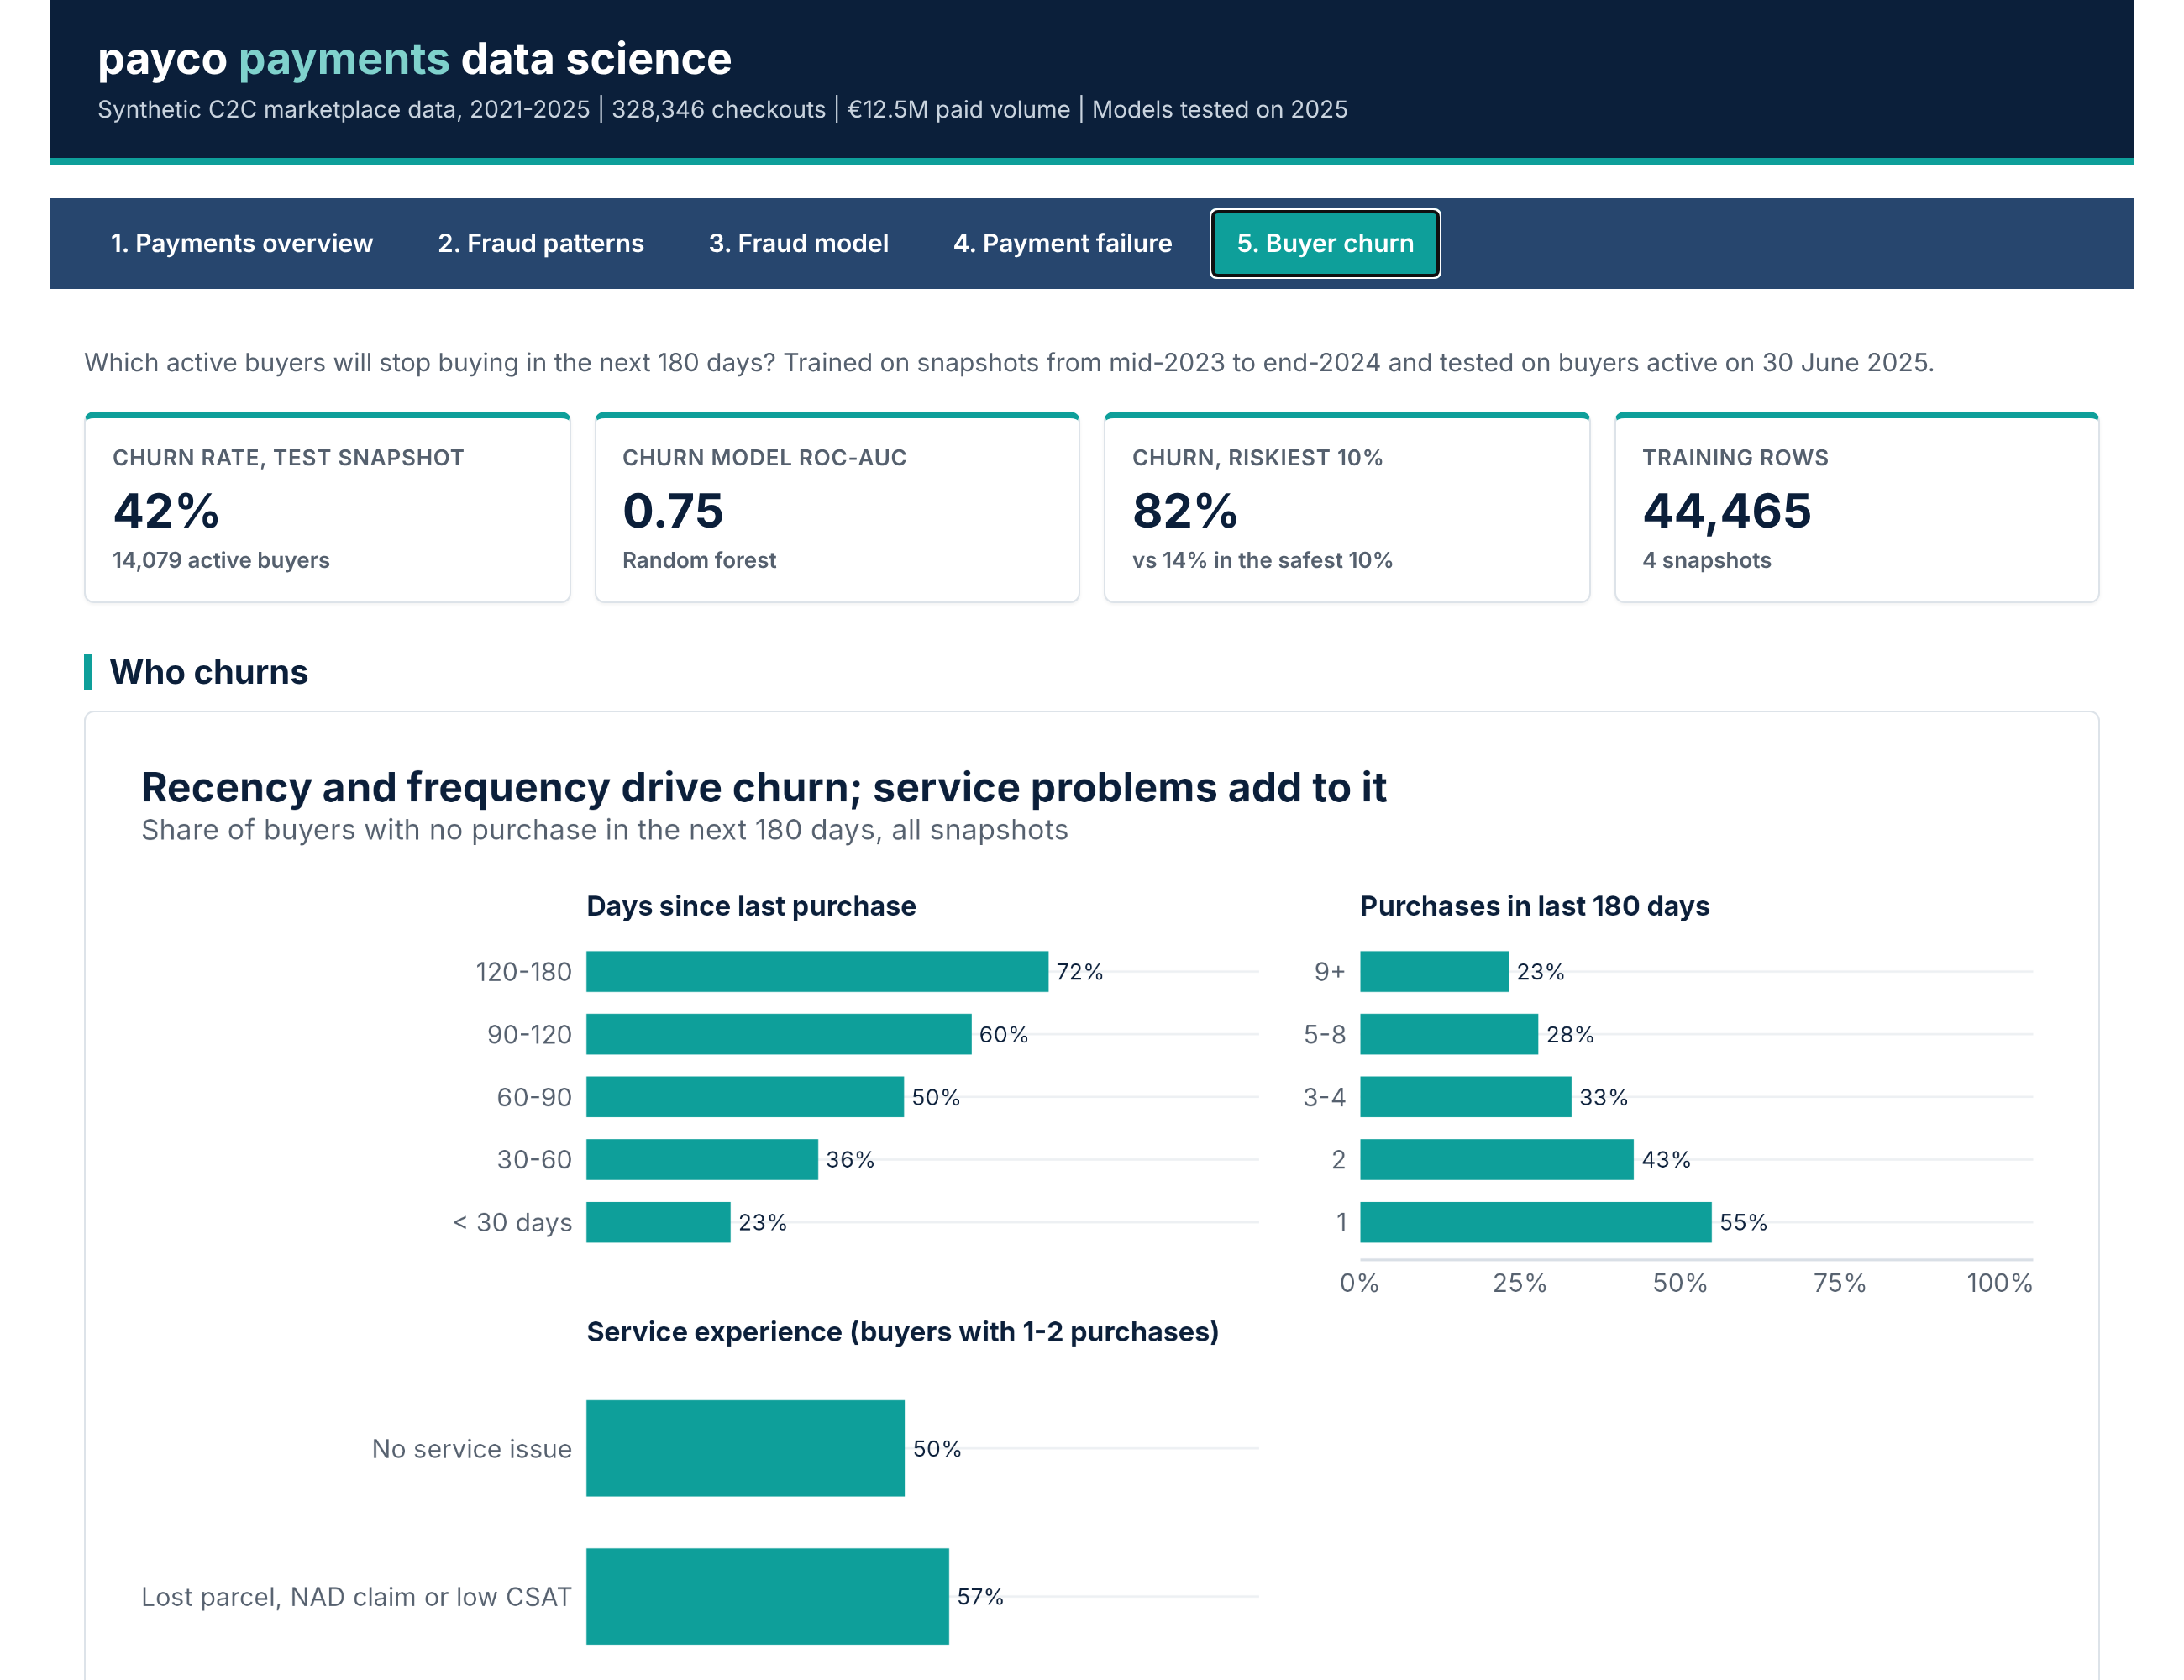 payco payments data science
Synthetic C2C marketplace data, 2021-2025 | 328,346 checkouts | €12.5M paid volume | Models tested on 2025
1. Payments overview
2. Fraud patterns
3. Fraud model
4. Payment failure
5. Buyer churn
Which active buyers will stop buying in the next 180 days? Trained on snapshots from mid-2023 to end-2024 and tested on buyers active on 30 June 2025.
CHURN RATE, TEST SNAPSHOT
42%
14,079 active buyers
CHURN MODEL ROC-AUC
0.75
Random forest
CHURN, RISKIEST 10%
82%
vs 14% in the safest 10%
TRAINING ROWS
44,465
4 snapshots
Who churns
Recency and frequency drive churn; service problems add to it
Share of buyers with no purchase in the next 180 days, all snapshots
Days since last purchase
120-180 72%
90-120 60%
60-90 50%
30-60 36%
< 30 days 23%
Purchases in last 180 days
9+ 23%
5-8 28%
3-4 33%
2 43%
1 55%
0% 25% 50% 75% 100%
Service experience (buyers with 1-2 purchases)
No service issue 50%
Lost parcel, NAD claim or low CSAT 57%